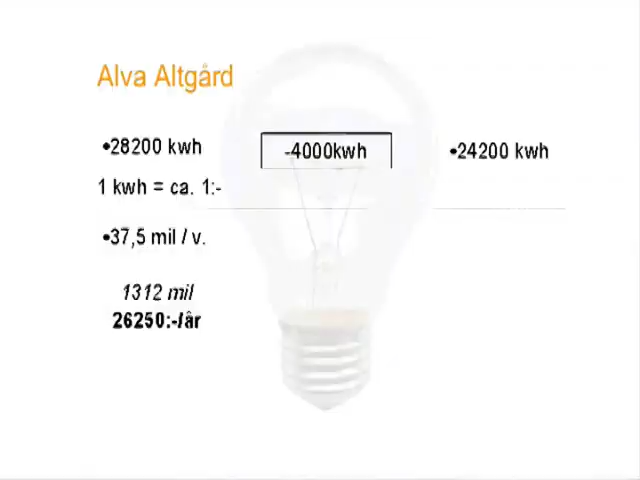 Alva Altgård
•28200 kwh
-4000kwh
•24200 kwh
1 kwh = ca. 1:-
•37,5 mil / v.
1312 mil
26250:-/år